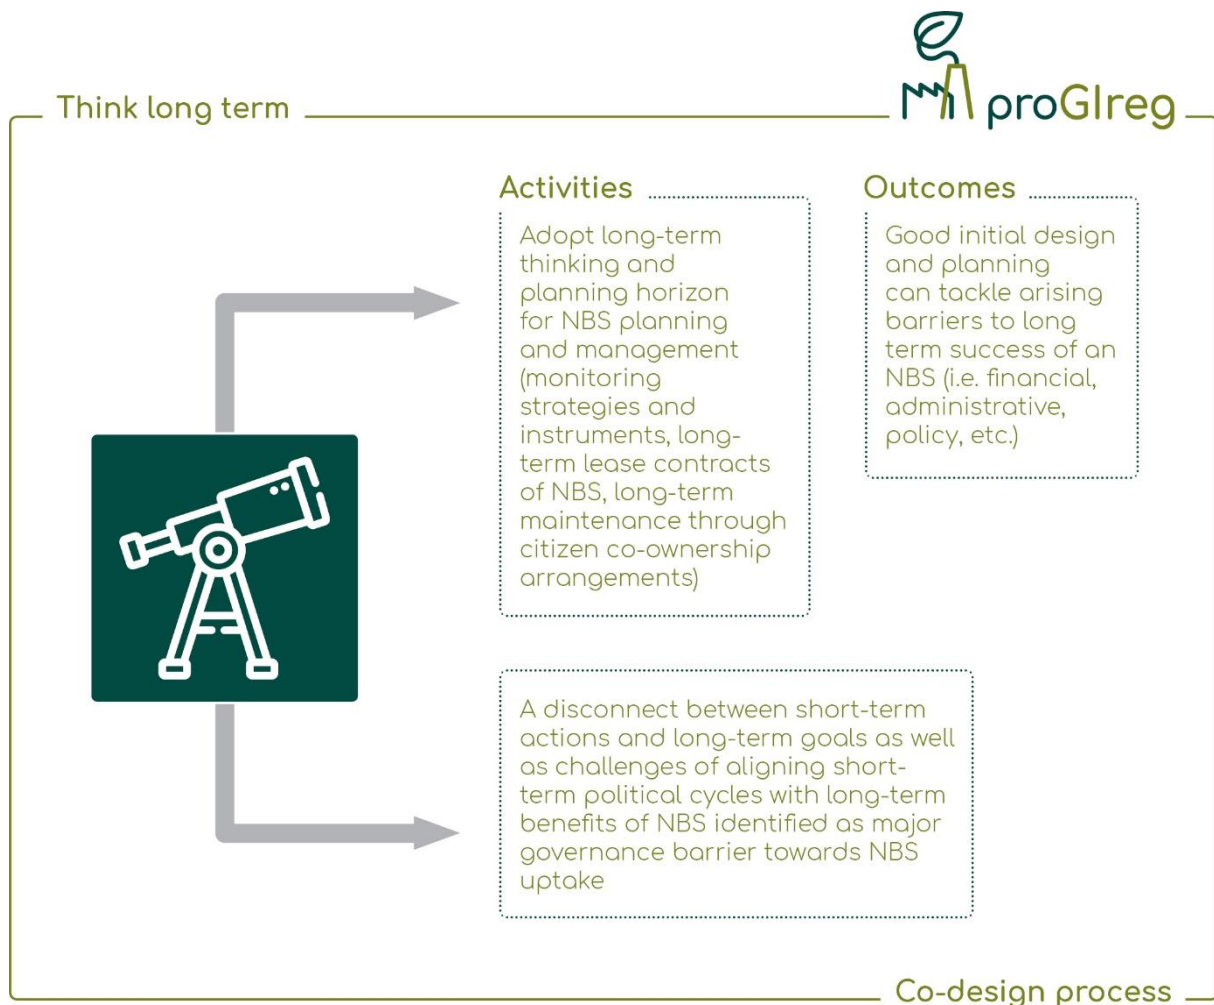 Think long term
proGIreg
Activities
Adopt long-term
thinking and
planning horizon
for NBS planning
and management
(monitoring
strategies and
instruments, long-
term lease contracts
of NBS, long-term
maintenance through
citizen co-ownership
arrangements)
Outcomes
Good initial design
and planning
can tackle arising
barriers to long
term success of an
NBS (i.e. financial,
administrative,
policy, etc.)
A disconnect between short-term
actions and long-term goals as well
as challenges of aligning short-
term political cycles with long-term
benefits of NBS identified as major
governance barrier towards NBS
uptake
Co-design process